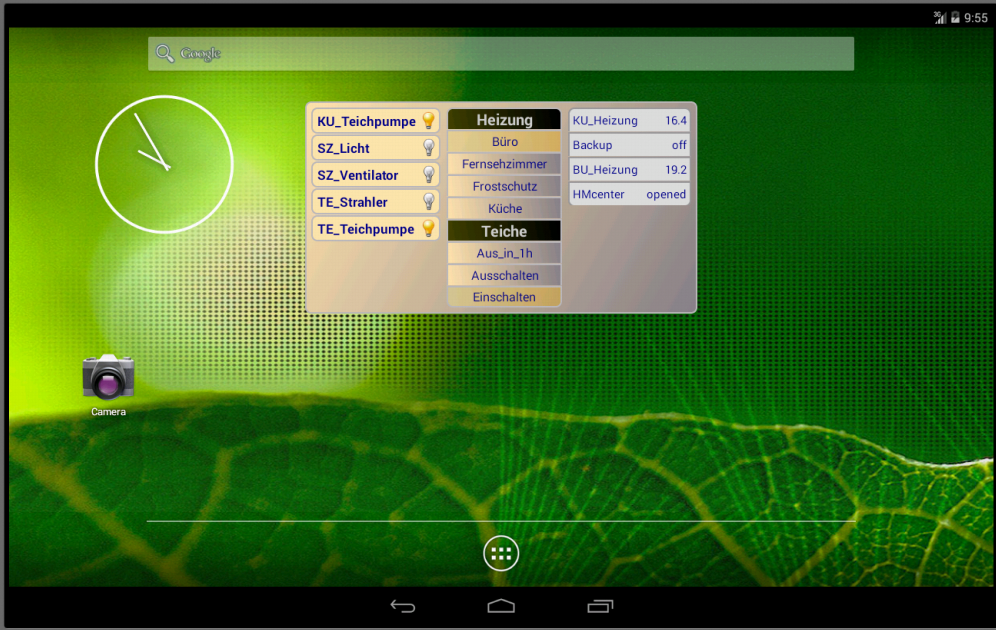 3G
9:55
Google
KU_Teichpumpe
SZ_Licht
SZ_Ventilator
TE_Strahler
TE_Teichpumpe
Heizung
Büro
Fernsehzimmer
Frostschutz
Küche
Teiche
Aus_in_1h
Ausschalten
Einschalten
KU_Heizung 16.4
Backup off
BU_Heizung 19.2
HMcenter opened
Camera